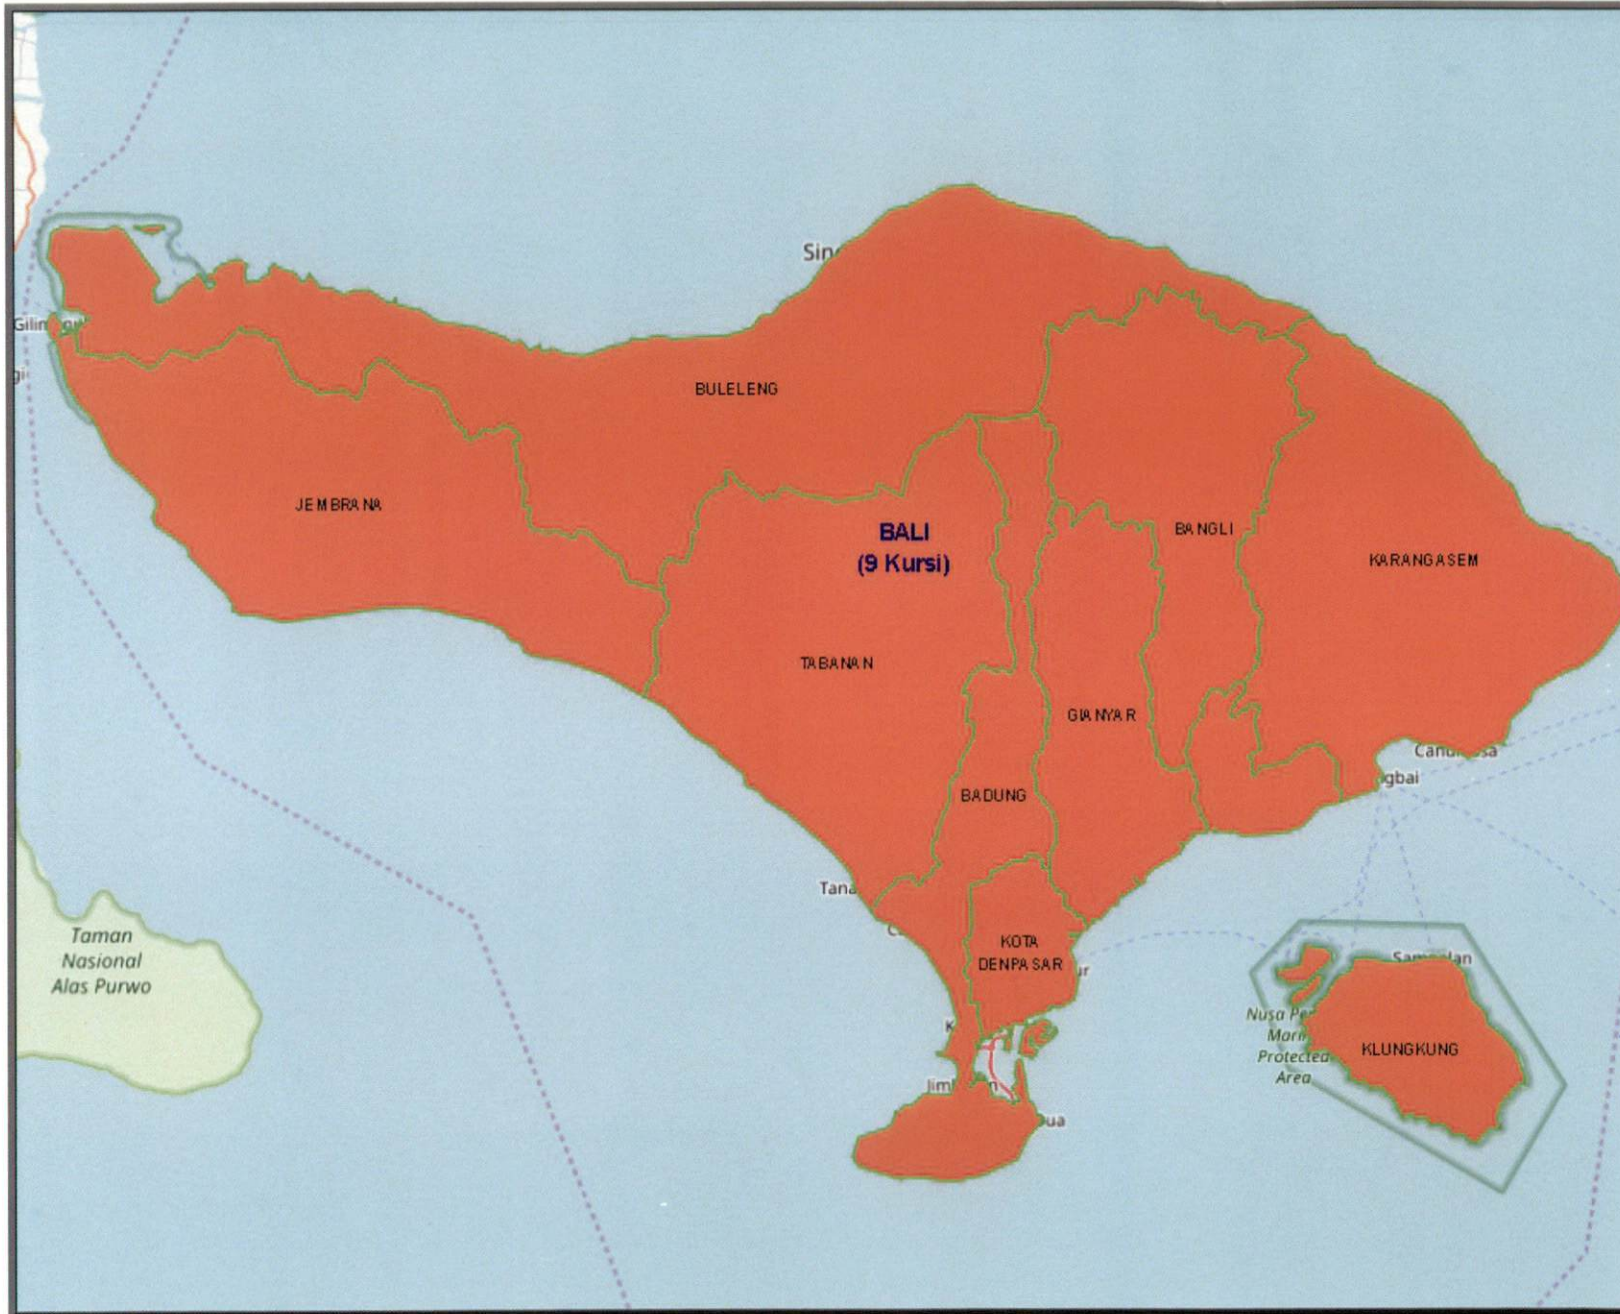 BULELENG
JEMBRANA
BALI
(9 Kursi)
BANGLI
KARANGASEM
TABANAN
GIANYAR
BADUNG
KOTA
DENPASAR
Taman
Nasional
Alas Purwo
Nusa
Protected
Area
KLUNGKUNG